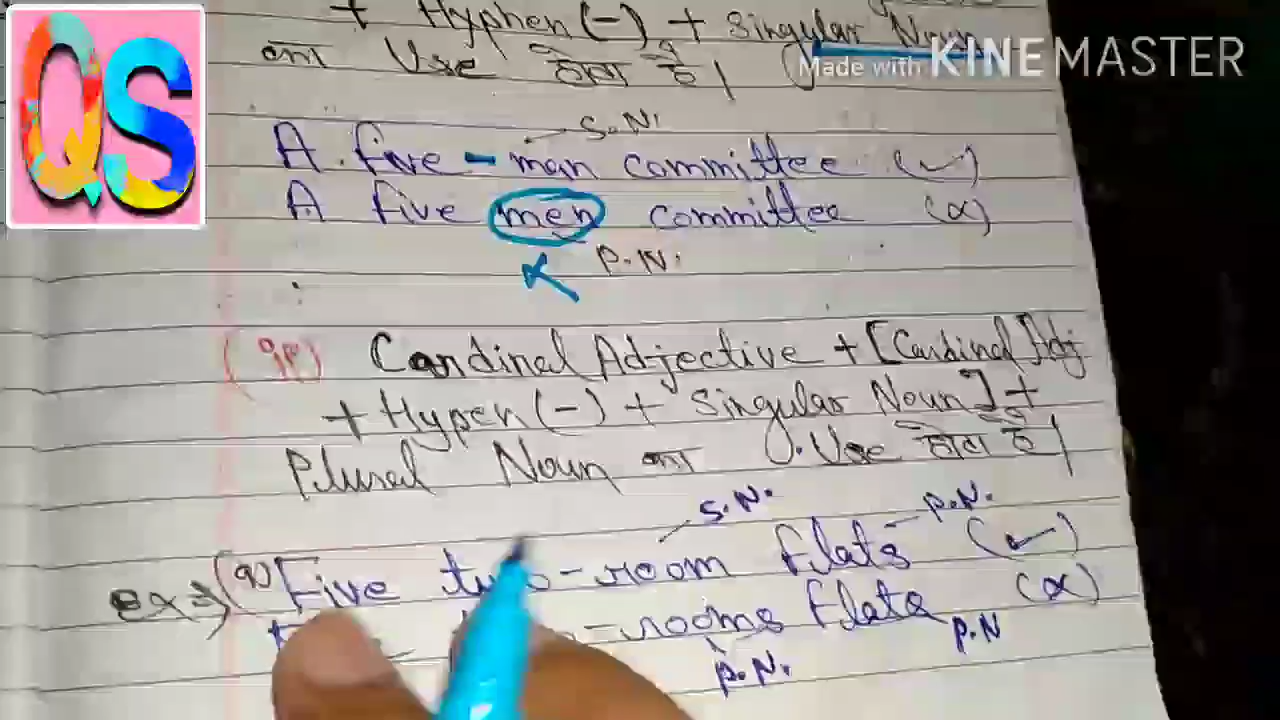 + Hyphen (-) + Singular Noun
का Use होता है।
Made with KINEMASTER
QS
S.N.
A five - man committee (✓)
A five men committee (x)
P.N.
Cardinal Adjective + [Cardinal] Adj
+ Hypen (-) + Singular Noun] +
Plural Noun का Use होता है।
S.N. P.N.
ex⇒ (१) Five two-room flats (✓)
-rooms flats (x)
P.N. P.N